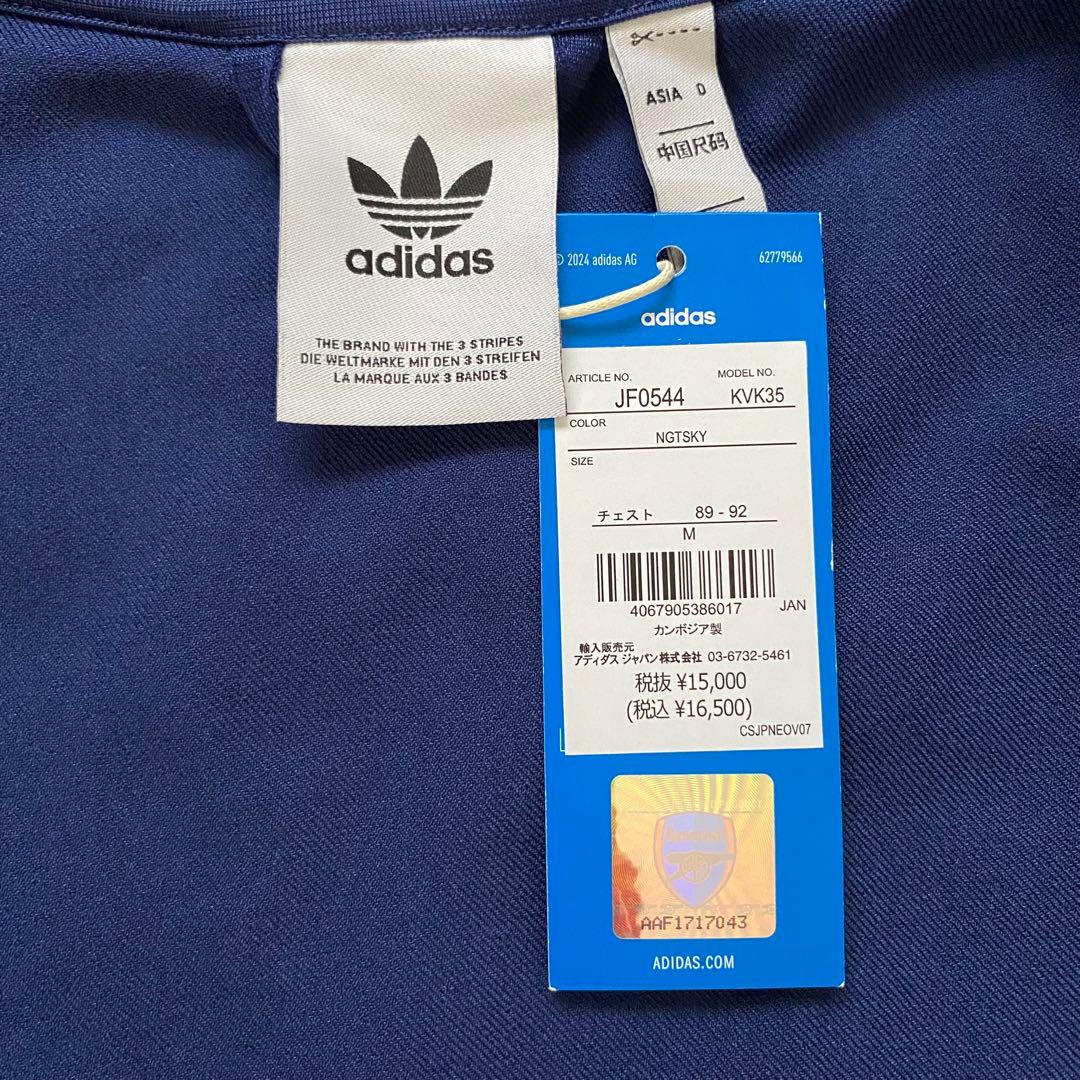 adidas
THE BRAND WITH THE 3 STRIPES
DIE WELTMARKE MIT DEN 3 STREIFEN
LA MARQUE AUX 3 BANDES
ASIA D
中国尺码
© 2024 adidas AG 62779566
adidas
ARTICLE NO. MODEL NO.
JF0544 KVK35
COLOR
NGTSKY
SIZE
チェスト 89 - 92
M
4067905386017 JAN
カンボジア製
輸入販売元
アディダス ジャパン株式会社 03-6732-5461
税抜 ¥15,000
(税込 ¥16,500)
CSJPNEOV07
Arsenal
AAF1717043
ADIDAS.COM